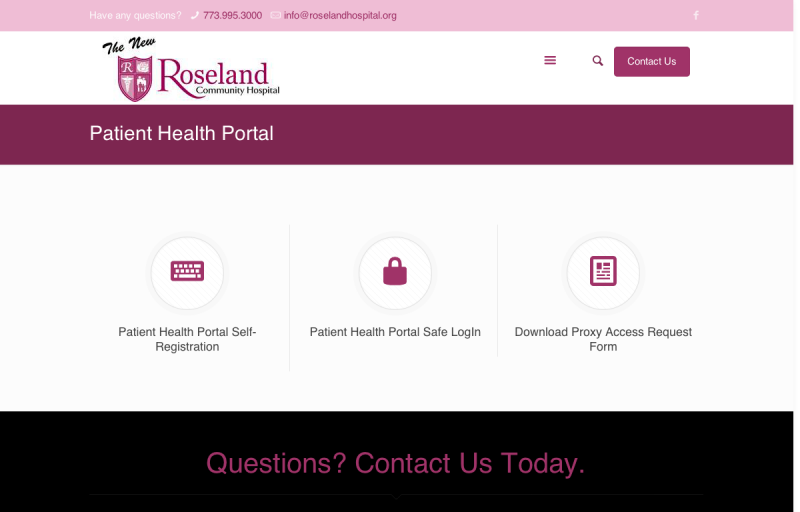 Have any questions? 773.995.3000 info@roselandhospital.org
The New
R
Roseland
Community Hospital
Contact Us
Patient Health Portal
Patient Health Portal Self-
Registration
Patient Health Portal Safe LogIn
Download Proxy Access Request
Form
Questions? Contact Us Today.